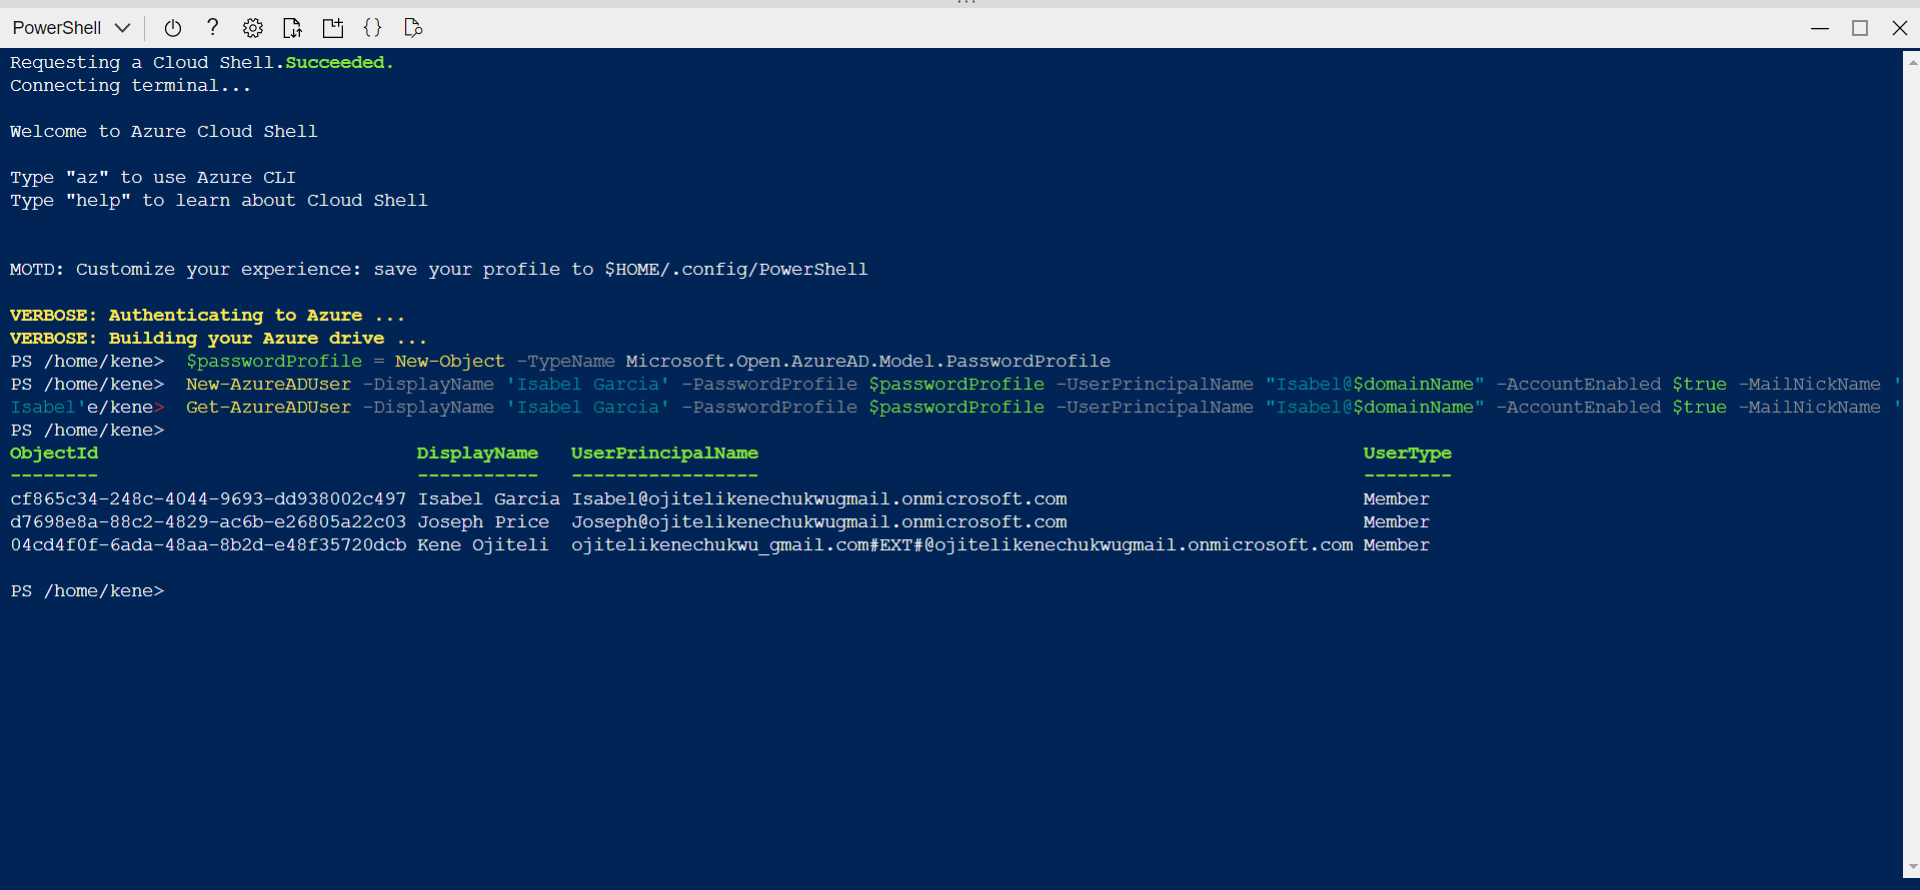 PowerShell
Requesting a Cloud Shell.Succeeded.
Connecting terminal...
Welcome to Azure Cloud Shell
Type "az" to use Azure CLI
Type "help" to learn about Cloud Shell
MOTD: Customize your experience: save your profile to $HOME/.config/PowerShell
VERBOSE: Authenticating to Azure ...
VERBOSE: Building your Azure drive ...
PS /home/kene> $passwordProfile = New-Object -TypeName Microsoft.Open.AzureAD.Model.PasswordProfile
PS /home/kene> New-AzureADUser -DisplayName 'Isabel Garcia' -PasswordProfile $passwordProfile -UserPrincipalName "Isabel@$domainName" -AccountEnabled $true -MailNickName '
Isabel'e/kene> Get-AzureADUser -DisplayName 'Isabel Garcia' -PasswordProfile $passwordProfile -UserPrincipalName "Isabel@$domainName" -AccountEnabled $true -MailNickName '
PS /home/kene>
ObjectId DisplayName UserPrincipalName UserType
-------- ----------- ----------------- --------
cf865c34-248c-4044-9693-dd938002c497 Isabel Garcia Isabel@ojitelikenechukwugmail.onmicrosoft.com Member
d7698e8a-88c2-4829-ac6b-e26805a22c03 Joseph Price Joseph@ojitelikenechukwugmail.onmicrosoft.com Member
04cd4f0f-6ada-48aa-8b2d-e48f35720dcb Kene Ojiteli ojitelikenechukwu_gmail.com#EXT#@ojitelikenechukwugmail.onmicrosoft.com Member
PS /home/kene>